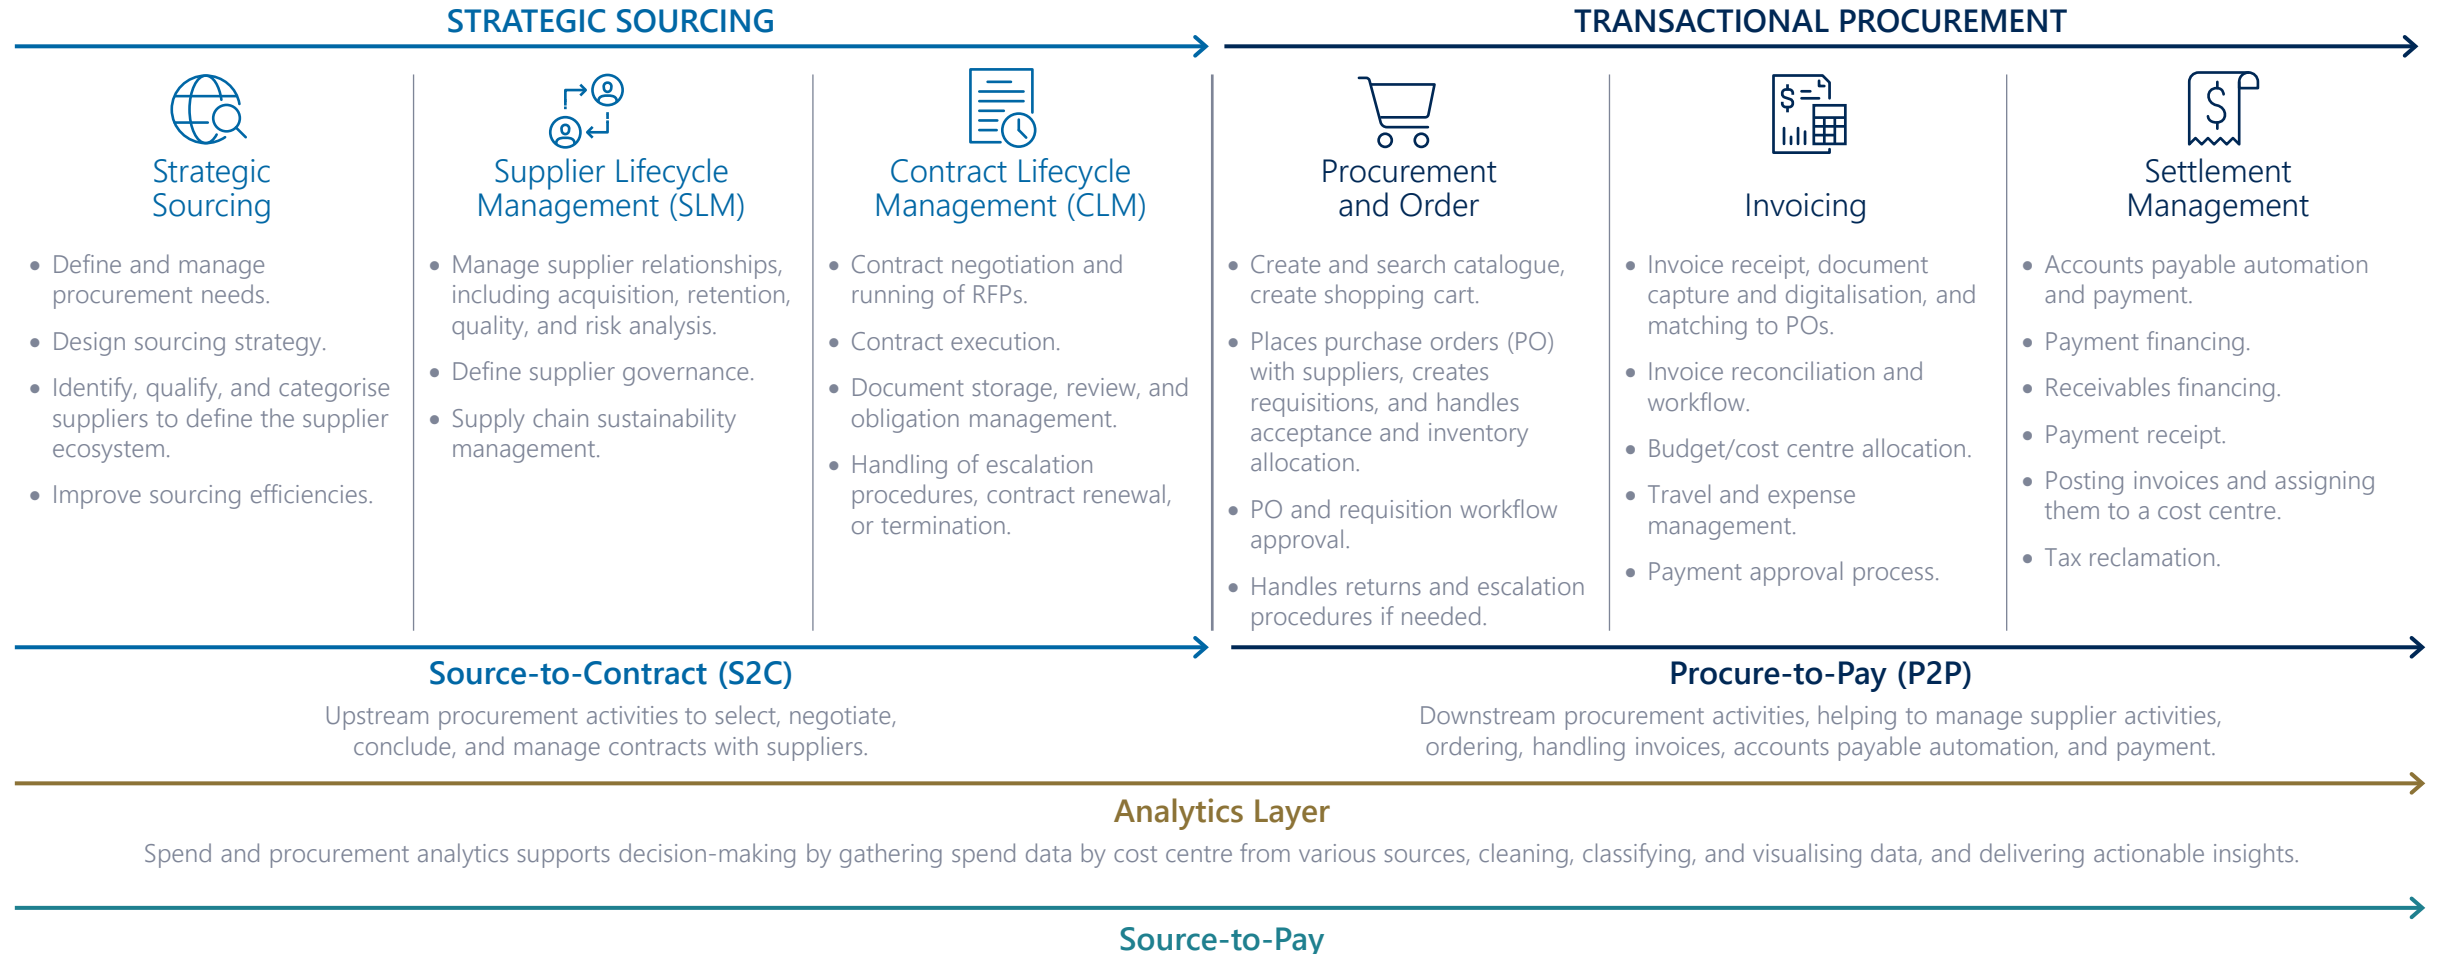 STRATEGIC SOURCING
TRANSACTIONAL PROCUREMENT
Strategic
Sourcing
• Define and manage
procurement needs.
• Design sourcing strategy.
• Identify, qualify, and categorise
suppliers to define the supplier
ecosystem.
• Improve sourcing efficiencies.
Supplier Lifecycle
Management (SLM)
• Manage supplier relationships,
including acquisition, retention,
quality, and risk analysis.
• Define supplier governance.
• Supply chain sustainability
management.
Contract Lifecycle
Management (CLM)
• Contract negotiation and
running of RFPs.
• Contract execution.
• Document storage, review, and
obligation management.
• Handling of escalation
procedures, contract renewal,
or termination.
Procurement
and Order
• Create and search catalogue,
create shopping cart.
• Places purchase orders (PO)
with suppliers, creates
requisitions, and handles
acceptance and inventory
allocation.
• PO and requisition workflow
approval.
• Handles returns and escalation
procedures if needed.
$
Invoicing
• Invoice receipt, document
capture and digitalisation, and
matching to POs.
• Invoice reconciliation and
workflow.
• Budget/cost centre allocation.
• Travel and expense
management.
• Payment approval process.
$
Settlement
Management
• Accounts payable automation
and payment.
• Payment financing.
• Receivables financing.
• Payment receipt.
• Posting invoices and assigning
them to a cost centre.
• Tax reclamation.
Source-to-Contract (S2C)
Upstream procurement activities to select, negotiate,
conclude, and manage contracts with suppliers.
Procure-to-Pay (P2P)
Downstream procurement activities, helping to manage supplier activities,
ordering, handling invoices, accounts payable automation, and payment.
Analytics Layer
Spend and procurement analytics supports decision-making by gathering spend data by cost centre from various sources, cleaning, classifying, and visualising data, and delivering actionable insights.
Source-to-Pay